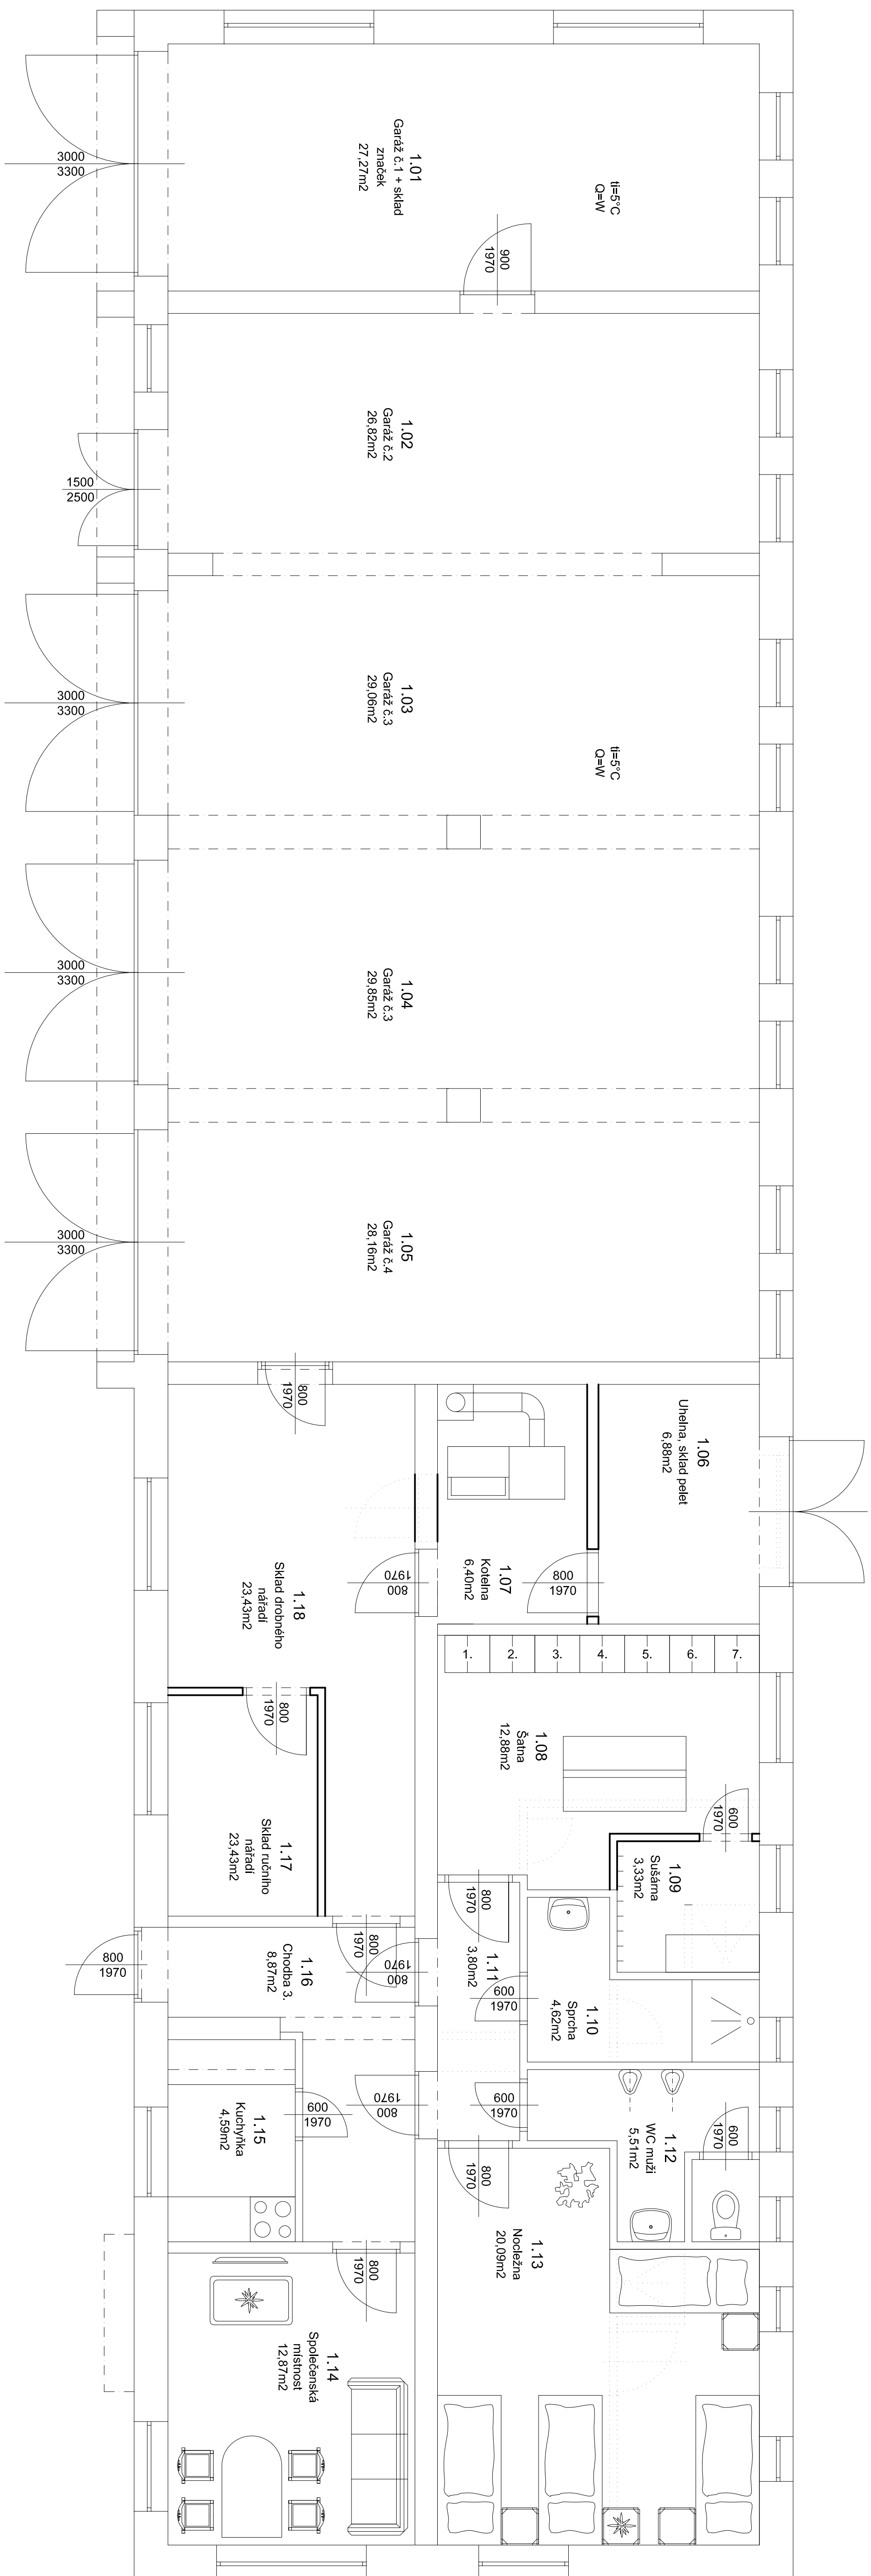 1.01
Garáž č.1 + sklad
značek
27,27m2
ti=5°C
Q=W
3000
3300
900
1970
1.02
Garáž č.2
26,82m2
1500
2500
1.03
Garáž č.3
29,06m2
ti=5°C
Q=W
3000
3300
1.04
Garáž č.3
29,85m2
3000
3300
1.05
Garáž č.4
28,16m2
3000
3300
800
1970
1.06
Uhelna, sklad pelet
6,88m2
1.07
Kotelna
6,40m2
800
1970
800
1970
1.18
Sklad drobného
nářadí
23,43m2
1.
2.
3.
4.
5.
6.
7.
800
1970
1.08
Šatna
12,88m2
600
1970
1.17
Sklad ručního
nářadí
23,43m2
1.09
Sušárna
3,33m2
800
1970
800
1970
1.16
Chodba 3.
8,87m2
800
1970
800
1970
1.11
3,80m2
600
1970
1.10
Sprcha
4,62m2
1.15
Kuchyňka
4,59m2
600
1970
800
1970
600
1970
1.12
WC muži
5,51m2
600
1970
800
1970
1.13
Nocležna
20,09m2
800
1970
1.14
Společenská
místnost
12,87m2